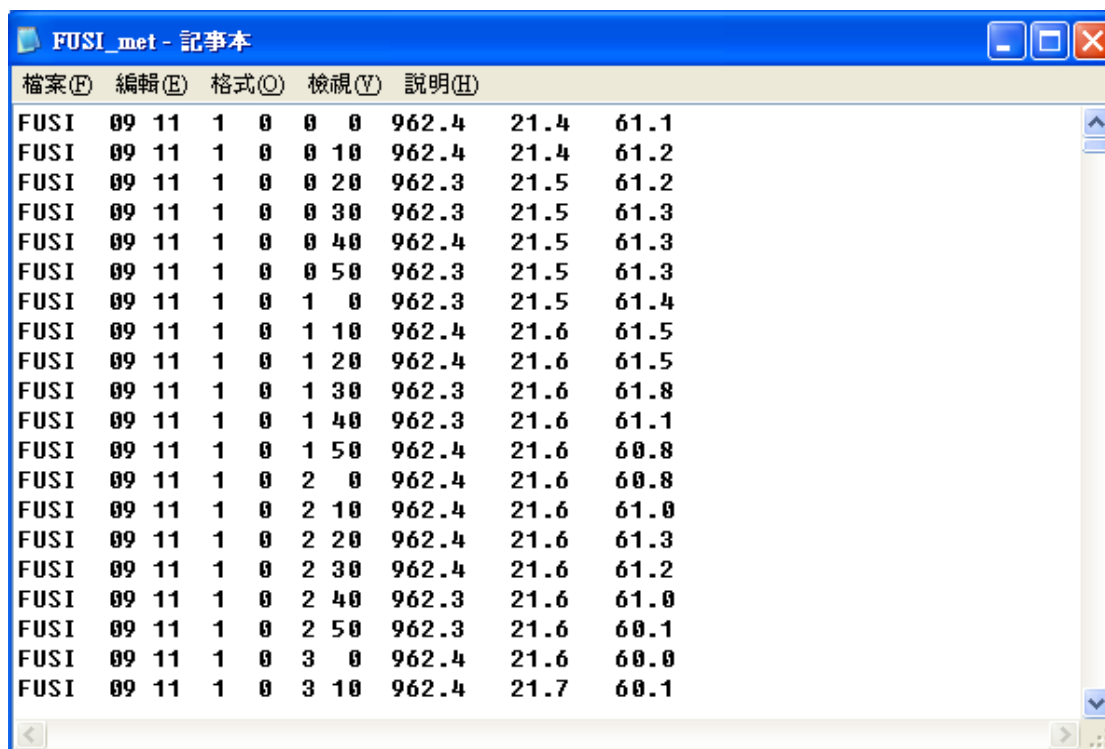 FUSI_met - 記事本
檔案(F) 編輯(E) 格式(O) 檢視(V) 說明(H)
FUSI 09 11 1 0 0 0 962.4 21.4 61.1
FUSI 09 11 1 0 0 10 962.4 21.4 61.2
FUSI 09 11 1 0 0 20 962.3 21.5 61.2
FUSI 09 11 1 0 0 30 962.3 21.5 61.3
FUSI 09 11 1 0 0 40 962.4 21.5 61.3
FUSI 09 11 1 0 0 50 962.3 21.5 61.3
FUSI 09 11 1 0 1 0 962.3 21.5 61.4
FUSI 09 11 1 0 1 10 962.4 21.6 61.5
FUSI 09 11 1 0 1 20 962.4 21.6 61.5
FUSI 09 11 1 0 1 30 962.3 21.6 61.8
FUSI 09 11 1 0 1 40 962.3 21.6 61.1
FUSI 09 11 1 0 1 50 962.4 21.6 60.8
FUSI 09 11 1 0 2 0 962.4 21.6 60.8
FUSI 09 11 1 0 2 10 962.4 21.6 61.0
FUSI 09 11 1 0 2 20 962.4 21.6 61.3
FUSI 09 11 1 0 2 30 962.4 21.6 61.2
FUSI 09 11 1 0 2 40 962.3 21.6 61.0
FUSI 09 11 1 0 2 50 962.3 21.6 60.1
FUSI 09 11 1 0 3 0 962.4 21.6 60.0
FUSI 09 11 1 0 3 10 962.4 21.7 60.1